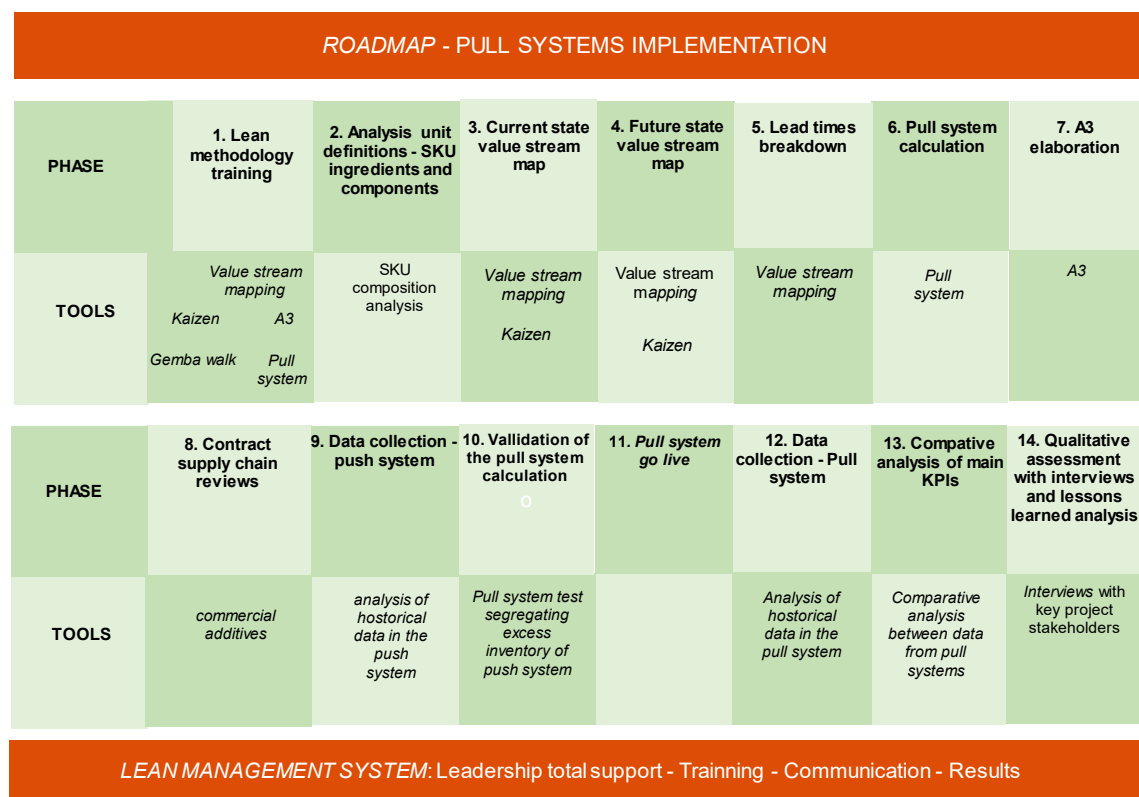 ROADMAP - PULL SYSTEMS IMPLEMENTATION
PHASE
1. Lean
methodology
training
2. Analysis unit
definitions - SKU
ingredients and
components
3. Current state
value stream
map
4. Future state
value stream
map
5. Lead times
breakdown
6. Pull system
calculation
7. A3
elaboration
TOOLS
Value stream
mapping
Kaizen
A3
Gemba walk
Pull
system
SKU
composition
analysis
Value stream
mapping
Kaizen
Value stream
mapping
Kaizen
Value stream
mapping
Pull
system
A3
PHASE
8. Contract
supply chain
reviews
9. Data collection -
push system
10. Vallidation of
the pull system
calculation
o
11. Pull system
go live
12. Data
collection - Pull
system
13. Compative
analysis of main
KPIs
14. Qualitative
assessment
with interviews
and lessons
learned analysis
TOOLS
commercial
additives
analysis of
hostorical
data in the
push
system
Pull system test
segregating
excess
inventory of
push system
Analysis of
hostorical
data in the
pull system
Comparative
analysis
between data
from pull
systems
Interviews with
key project
stakeholders
LEAN MANAGEMENT SYSTEM: Leadership total support - Trainning - Communication - Results